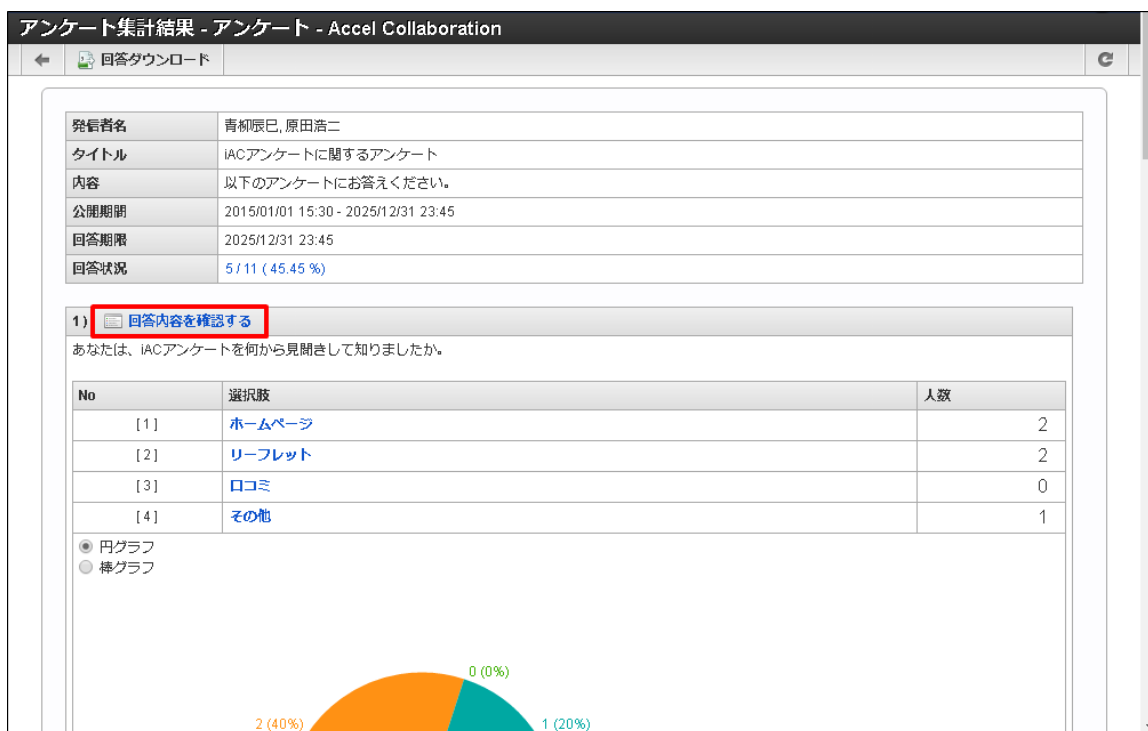 アンケート集計結果 - アンケート - Accel Collaboration
回答ダウンロード
発信者名 青柳辰巳, 原田浩二
タイトル iACアンケートに関するアンケート
内容 以下のアンケートにお答えください。
公開期間 2015/01/01 15:30 - 2025/12/31 23:45
回答期限 2025/12/31 23:45
回答状況 5 / 11 ( 45.45 %)
1) 回答内容を確認する
あなたは、iACアンケートを何から見聞きして知りましたか。
No 選択肢 人数
[ 1 ] ホームページ 2
[ 2 ] リーフレット 2
[ 3 ] 口コミ 0
[ 4 ] その他 1
円グラフ
棒グラフ
0 (0%)
2 (40%) 1 (20%)